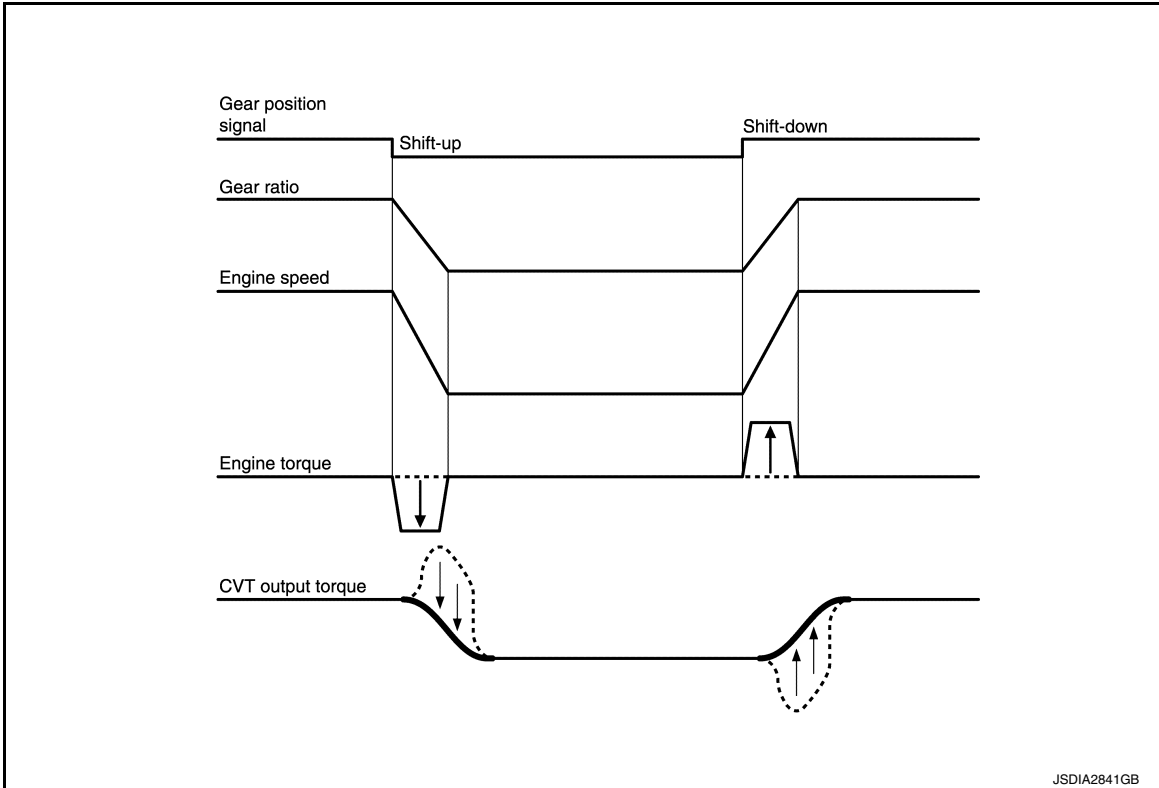 Gear position
signal
Shift-up
Shift-down
Gear ratio
Engine speed
Engine torque
CVT output torque
JSDIA2841GB